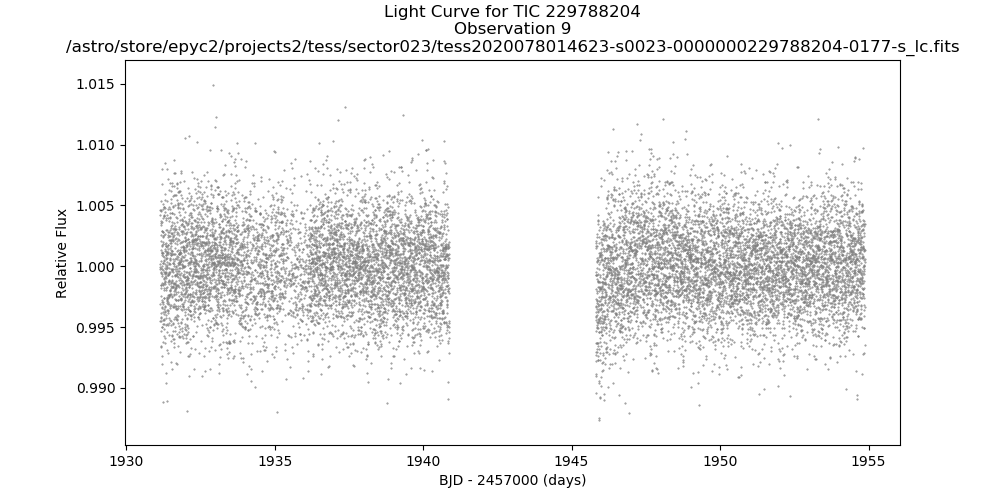 Light Curve for TIC 229788204
Observation 9
/astro/store/epyc2/projects2/tess/sector023/tess2020078014623-s0023-0000000229788204-0177-s_lc.fits
1.015
1.010
1.005
1.000
0.995
0.990
Relative Flux
1930 1935 1940 1945 1950 1955
BJD - 2457000 (days)